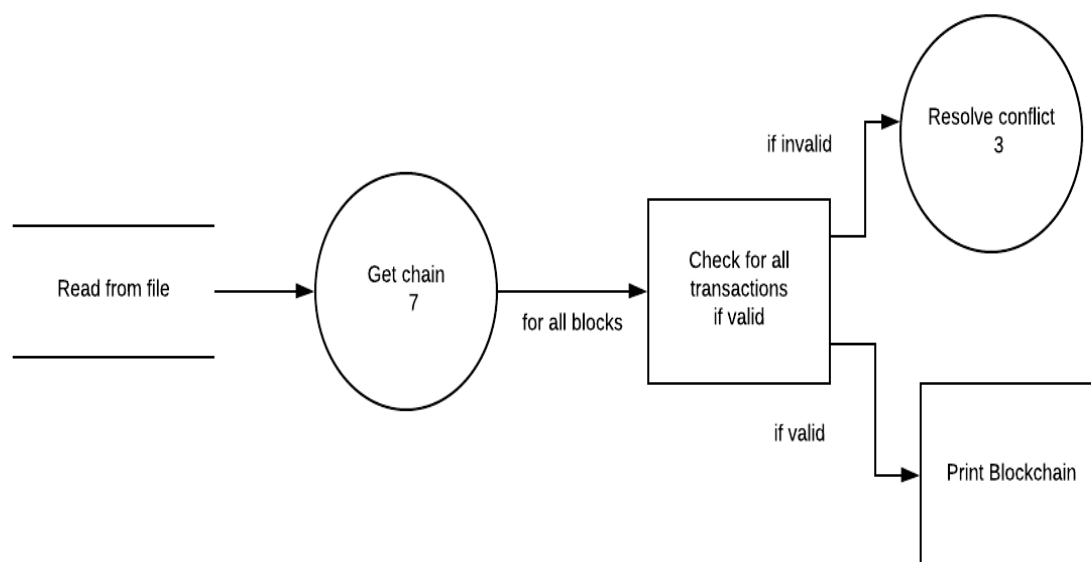 Read from file
Get chain
7
for all blocks
Check for all
transactions
if valid
if invalid
Resolve conflict
3
if valid
Print Blockchain